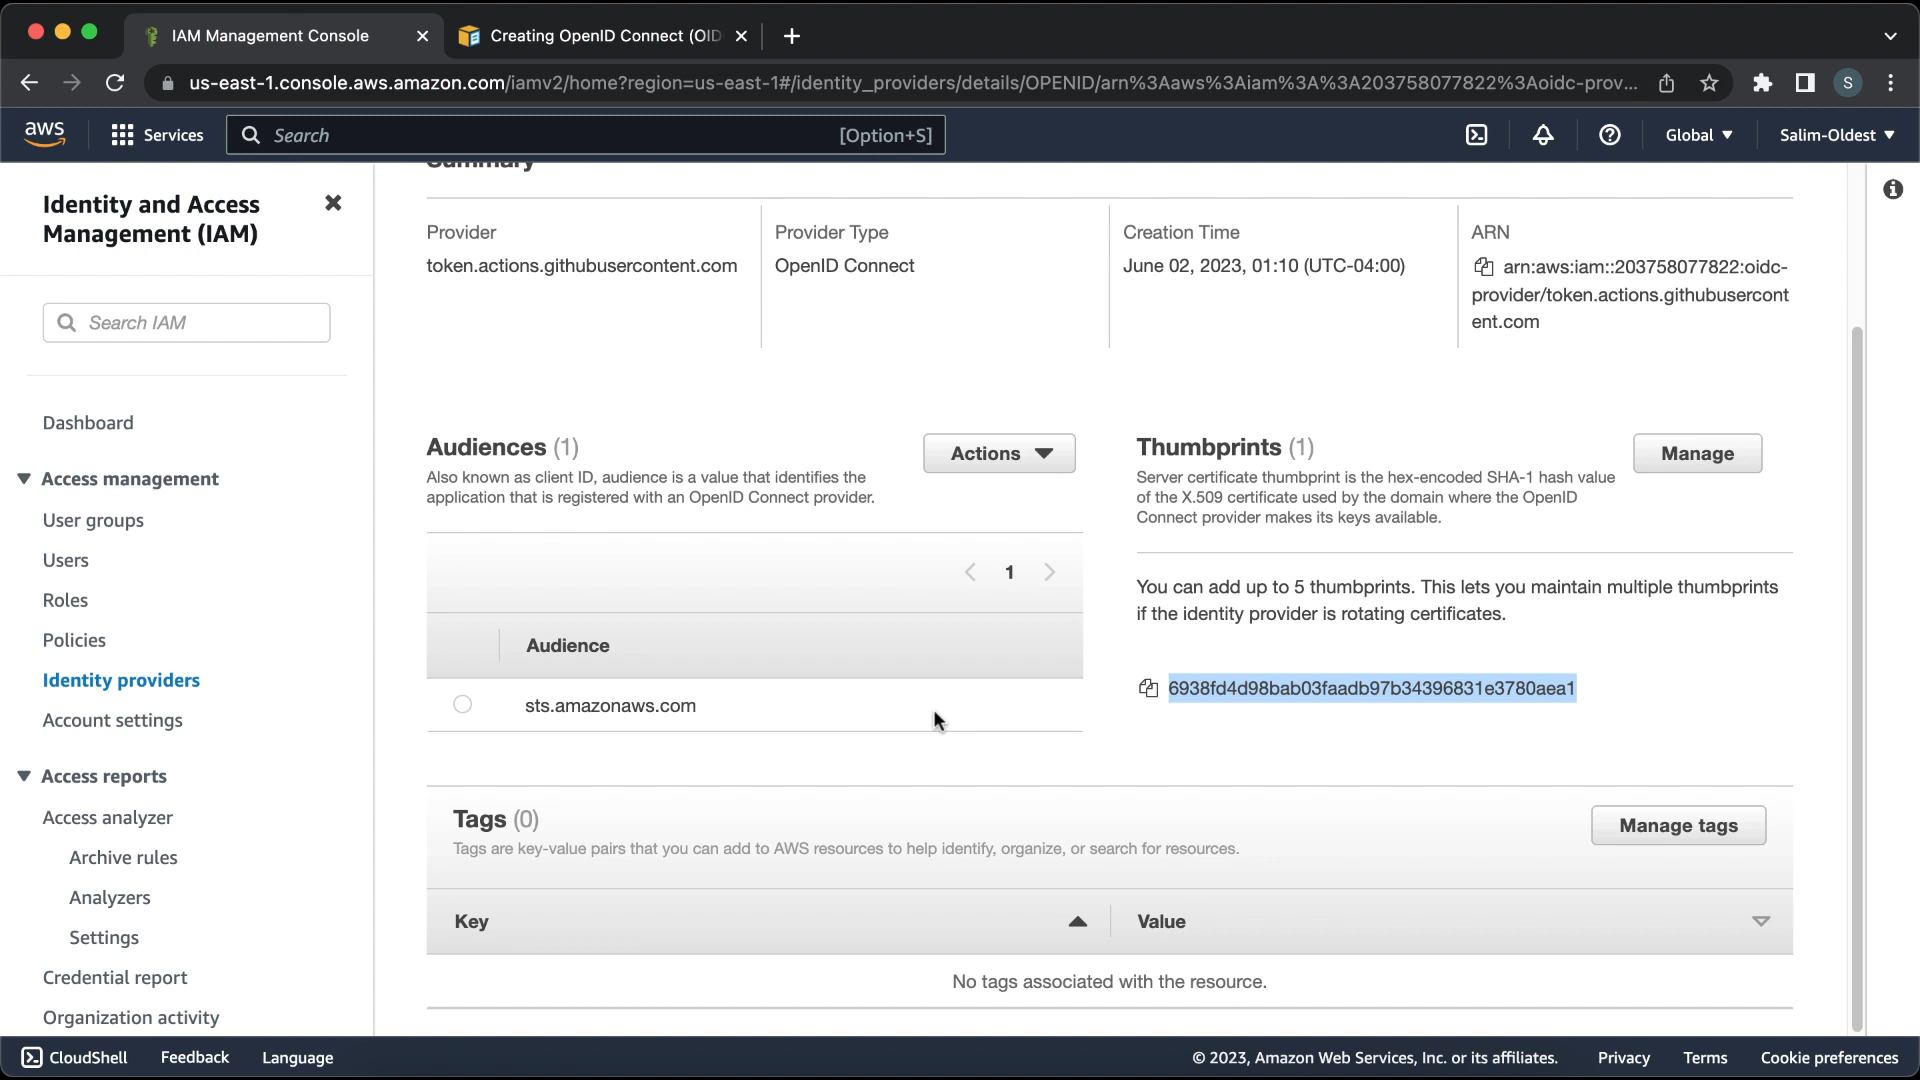 IAM Management Console
Creating OpenID Connect (OID
us-east-1.console.aws.amazon.com/iamv2/home?region=us-east-1#/identity_providers/details/OPENID/arn%3Aaws%3Aiam%3A%3A203758077822%3Aoidc-prov...
S
aws
Services
Search
[Option+S]
Global
Salim-Oldest
Identity and Access
Management (IAM)
Search IAM
Dashboard
Access management
User groups
Users
Roles
Policies
Identity providers
Account settings
Access reports
Access analyzer
Archive rules
Analyzers
Settings
Credential report
Organization activity
Summary
Provider
token.actions.githubusercontent.com
Provider Type
OpenID Connect
Creation Time
June 02, 2023, 01:10 (UTC-04:00)
ARN
arn:aws:iam::203758077822:oidc-
provider/token.actions.githubusercont
ent.com
Audiences (1)
Actions
Also known as client ID, audience is a value that identifies the
application that is registered with an OpenID Connect provider.
1
Audience
sts.amazonaws.com
Thumbprints (1)
Manage
Server certificate thumbprint is the hex-encoded SHA-1 hash value
of the X.509 certificate used by the domain where the OpenID
Connect provider makes its keys available.
You can add up to 5 thumbprints. This lets you maintain multiple thumbprints
if the identity provider is rotating certificates.
6938fd4d98bab03faadb97b34396831e3780aea1
Tags (0)
Manage tags
Tags are key-value pairs that you can add to AWS resources to help identify, organize, or search for resources.
Key
Value
No tags associated with the resource.
CloudShell
Feedback
Language
© 2023, Amazon Web Services, Inc. or its affiliates.
Privacy
Terms
Cookie preferences